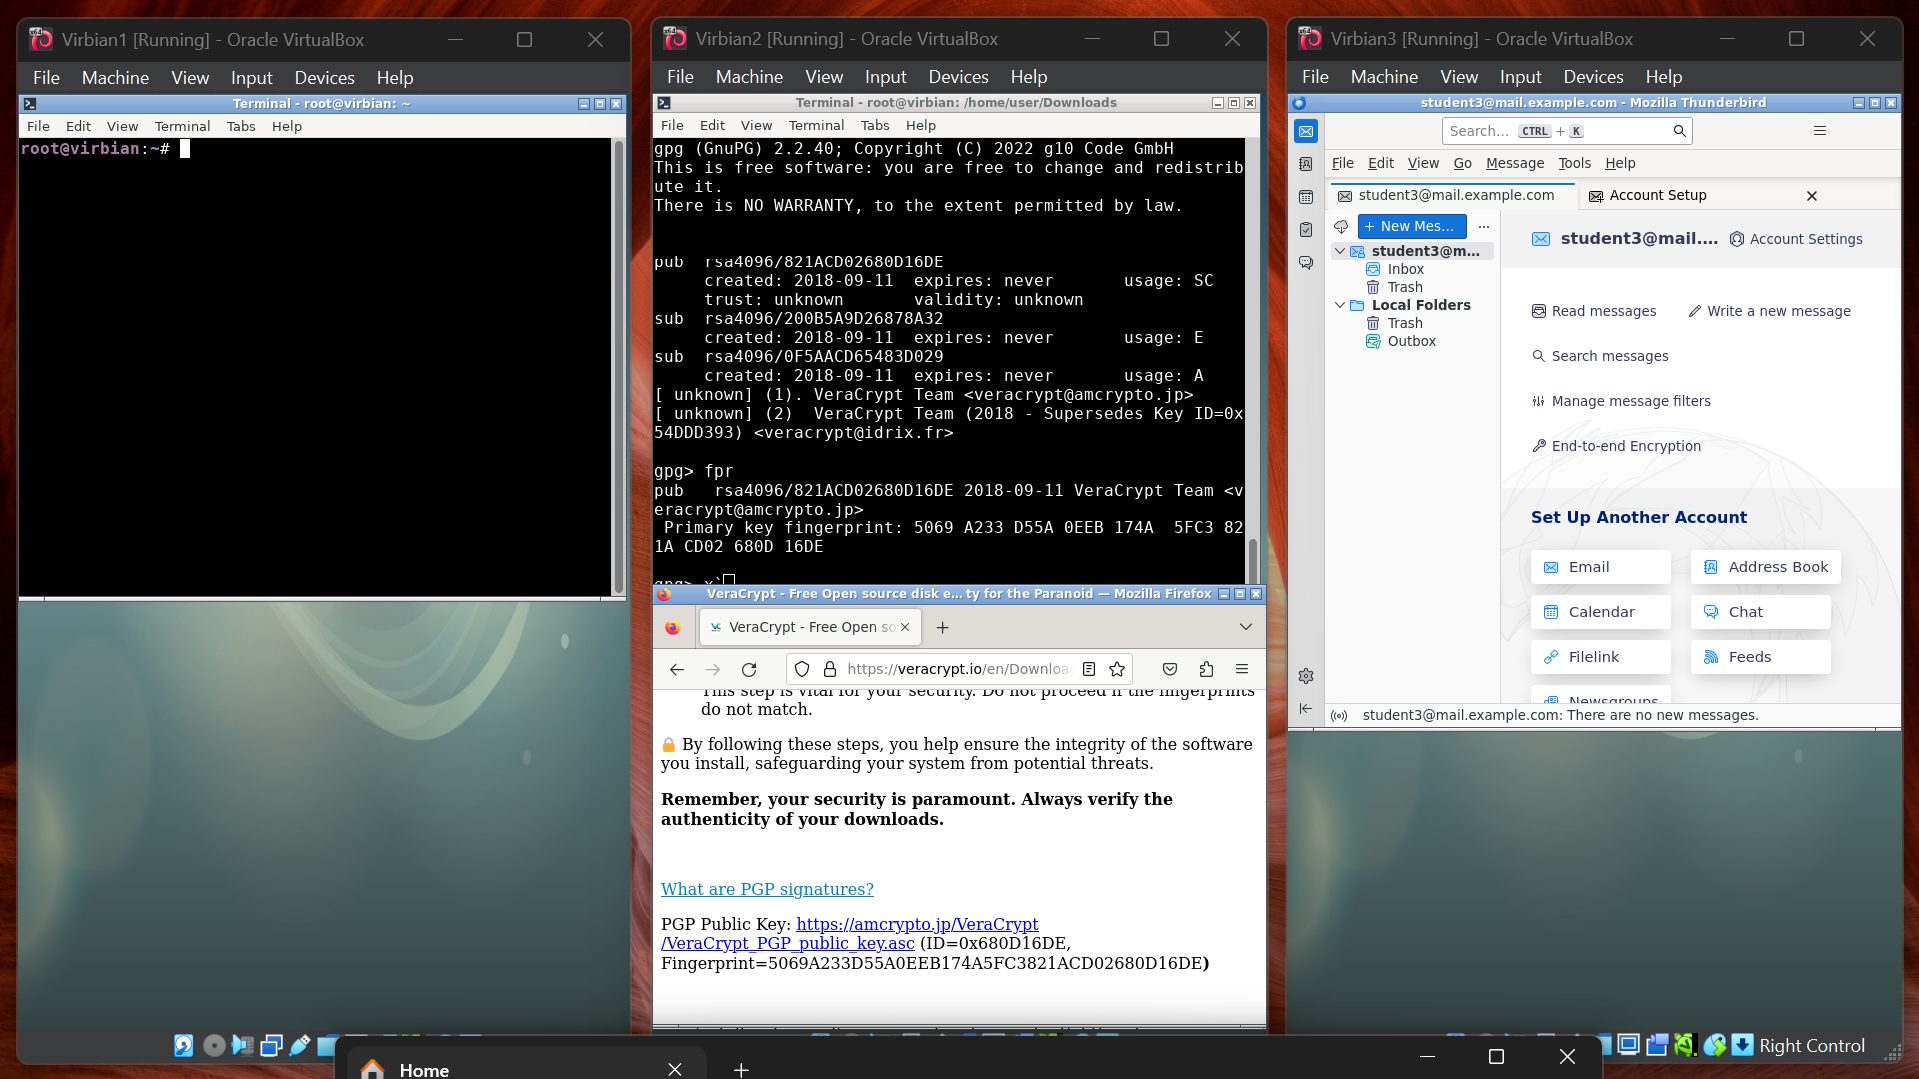 Virbian1 [Running] - Oracle VirtualBox
File Machine View Input Devices Help
Terminal - root@virbian: ~
File Edit View Terminal Tabs Help
root@virbian:~#
Virbian2 [Running] - Oracle VirtualBox
File Machine View Input Devices Help
Terminal - root@virbian: /home/user/Downloads
File Edit View Terminal Tabs Help
gpg (GnuPG) 2.2.40; Copyright (C) 2022 g10 Code GmbH
This is free software: you are free to change and redistrib
ute it.
There is NO WARRANTY, to the extent permitted by law.
pub  rsa4096/821ACD02680D16DE
created: 2018-09-11  expires: never       usage: SC
trust: unknown       validity: unknown
sub  rsa4096/200B5A9D26878A32
created: 2018-09-11  expires: never       usage: E
sub  rsa4096/0F5AACD65483D029
created: 2018-09-11  expires: never       usage: A
[ unknown] (1). VeraCrypt Team <veracrypt@amcrypto.jp>
[ unknown] (2)  VeraCrypt Team (2018 - Supersedes Key ID=0x
54DDD393) <veracrypt@idrix.fr>
gpg> fpr
pub   rsa4096/821ACD02680D16DE 2018-09-11 VeraCrypt Team <v
eracrypt@amcrypto.jp>
Primary key fingerprint: 5069 A233 D55A 0EEB 174A  5FC3 82
1A CD02 680D 16DE
gpg> x`
VeraCrypt - Free Open source disk e... ty for the Paranoid — Mozilla Firefox
VeraCrypt - Free Open so
https://veracrypt.io/en/Downloa
This step is vital for your security. Do not proceed if the fingerprints
do not match.
🔒 By following these steps, you help ensure the integrity of the software
you install, safeguarding your system from potential threats.
Remember, your security is paramount. Always verify the
authenticity of your downloads.
What are PGP signatures?
PGP Public Key: https://amcrypto.jp/VeraCrypt
/VeraCrypt_PGP_public_key.asc (ID=0x680D16DE,
Fingerprint=5069A233D55A0EEB174A5FC3821ACD02680D16DE)
Virbian3 [Running] - Oracle VirtualBox
File Machine View Input Devices Help
student3@mail.example.com - Mozilla Thunderbird
Search... CTRL + K
File Edit View Go Message Tools Help
student3@mail.example.com
Account Setup
+ New Mes... ...
student3@m...
Inbox
Trash
Local Folders
Trash
Outbox
student3@mail.... Account Settings
Read messages
Write a new message
Search messages
Manage message filters
End-to-end Encryption
Set Up Another Account
Email
Address Book
Calendar
Chat
Filelink
Feeds
Newsgroups
student3@mail.example.com: There are no new messages.
Right Control
Home